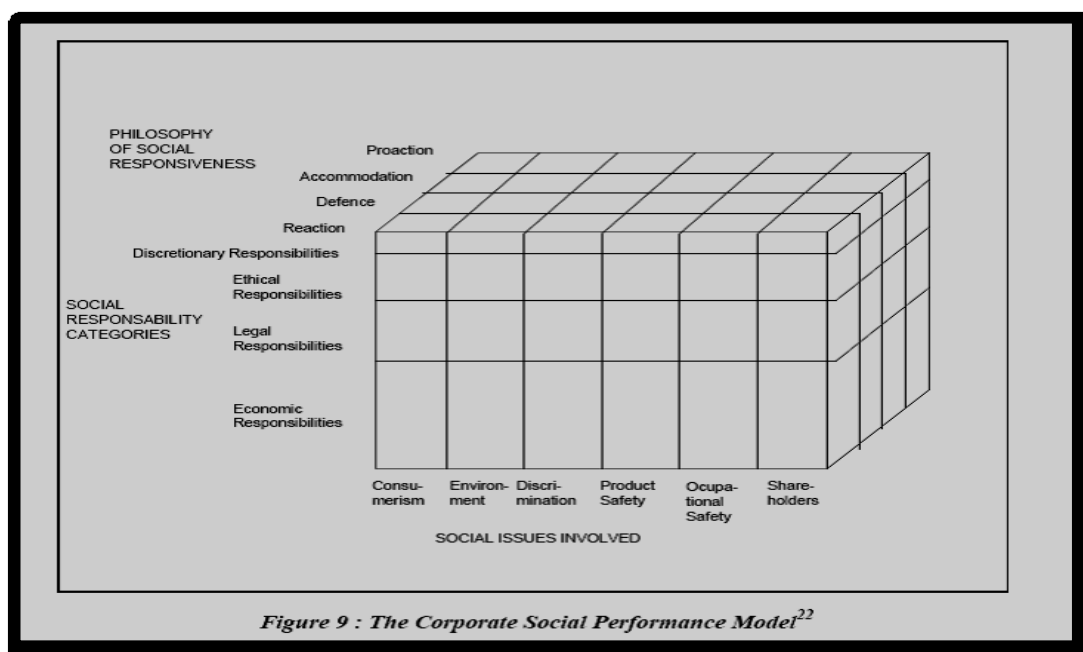 PHILOSOPHY
OF SOCIAL
RESPONSIVENESS
Proaction
Accommodation
Defence
Reaction
Discretionary Responsibilities
Ethical
Responsibilities
SOCIAL
RESPONSABILITY
CATEGORIES
Legal
Responsibilities
Economic
Responsibilities
Consu-
merism
Environ-
ment
Discri-
mination
Product
Safety
Ocupa-
tional
Safety
Share-
holders
SOCIAL ISSUES INVOLVED
Figure 9 : The Corporate Social Performance Model22